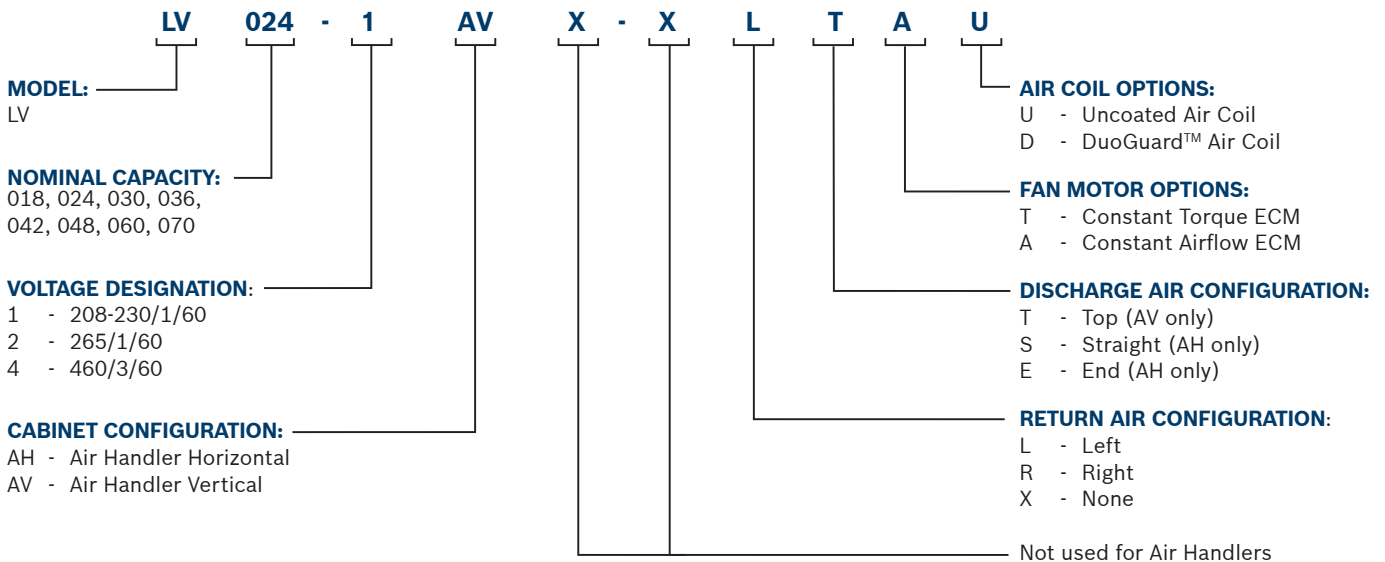 LV 024 - 1 AV X - X L T A U
MODEL:
LV
NOMINAL CAPACITY:
018, 024, 030, 036,
042, 048, 060, 070
VOLTAGE DESIGNATION:
1 - 208-230/1/60
2 - 265/1/60
4 - 460/3/60
CABINET CONFIGURATION:
AH - Air Handler Horizontal
AV - Air Handler Vertical
AIR COIL OPTIONS:
U - Uncoated Air Coil
D - DuoGuard™ Air Coil
FAN MOTOR OPTIONS:
T - Constant Torque ECM
A - Constant Airflow ECM
DISCHARGE AIR CONFIGURATION:
T - Top (AV only)
S - Straight (AH only)
E - End (AH only)
RETURN AIR CONFIGURATION:
L - Left
R - Right
X - None
Not used for Air Handlers